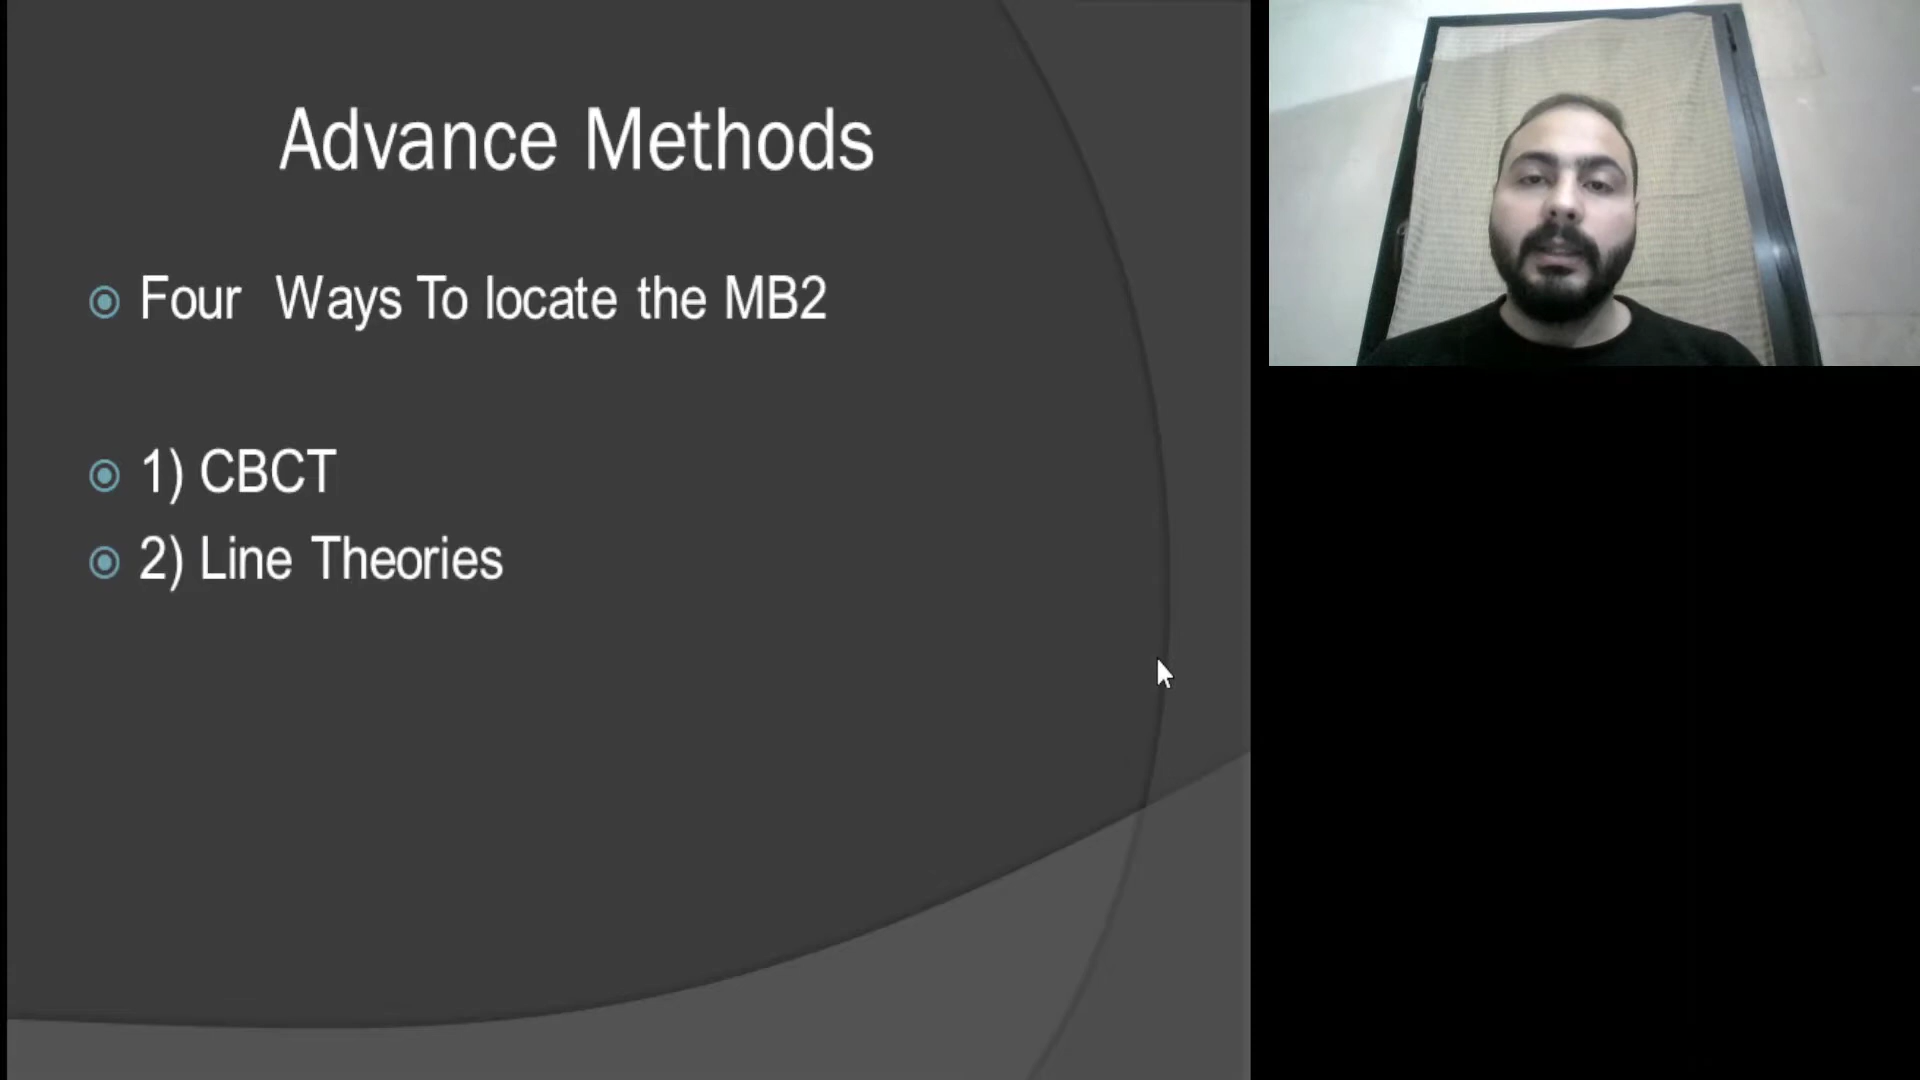 Advance Methods
Four Ways To locate the MB2
1) CBCT
2) Line Theories